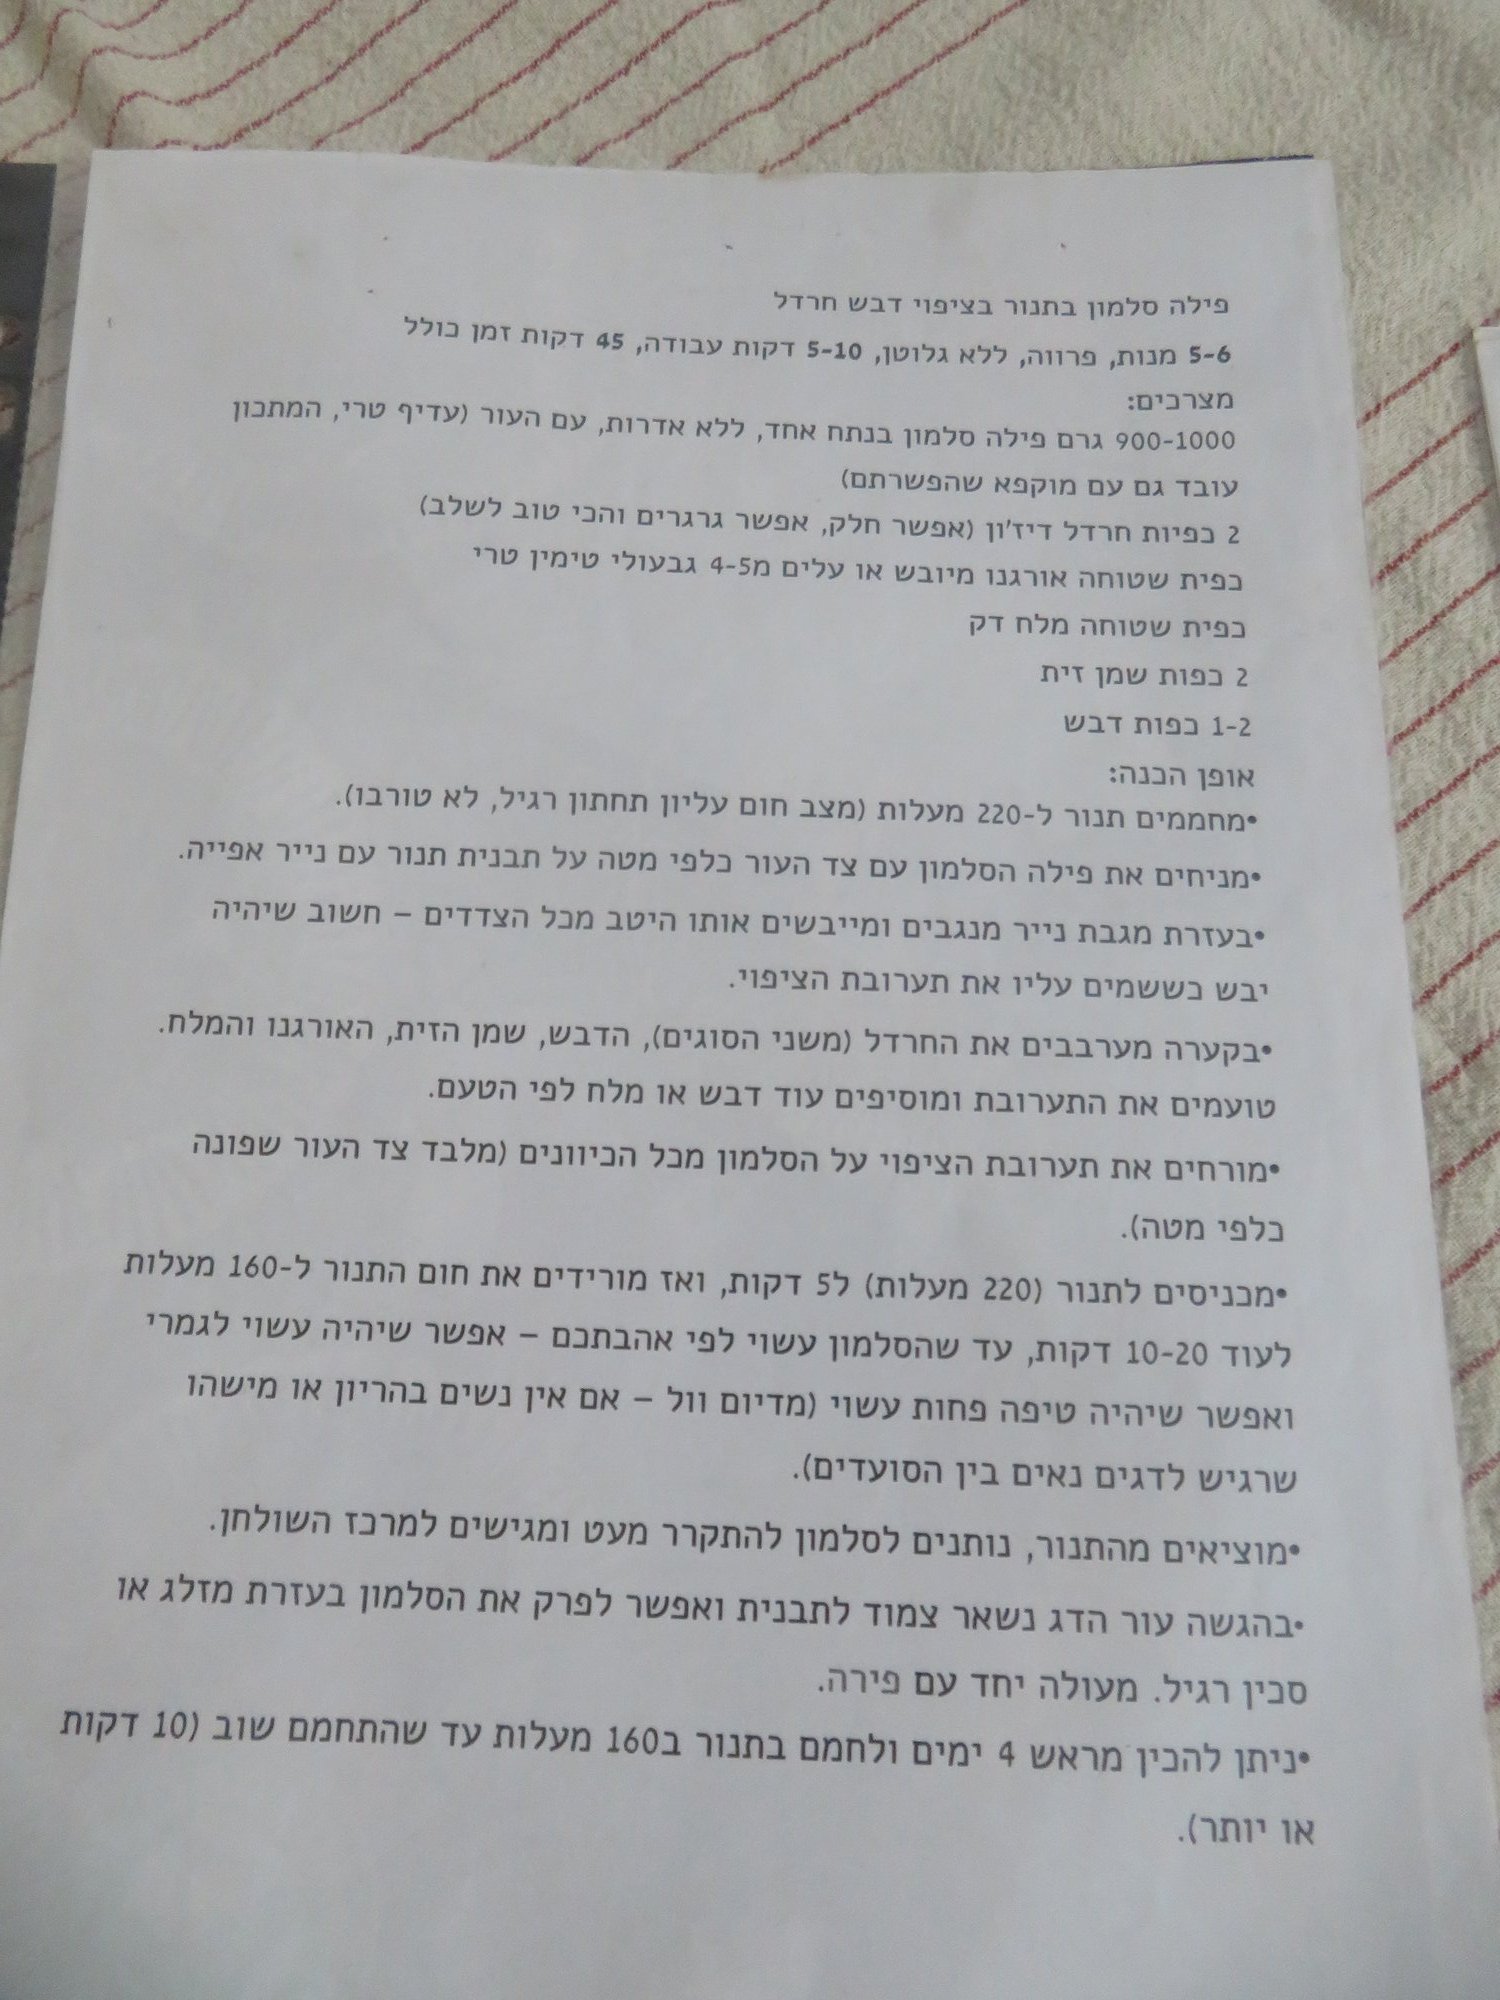 פילה סלמון בתנור בציפוי דבש חרדל
5-6 מנות, פרווה, ללא גלוטן, 5-10 דקות עבודה, 45 דקות זמן כולל
מצרכים:
900-1000 גרם פילה סלמון בנתח אחד, ללא אדרות, עם העור (עדיף טרי, המתכון
עובד גם עם מוקפא שהפשרתם)
2 כפיות חרדל דיז'ון (אפשר חלק, אפשר גרגרים והכי טוב לשלב)
כפית שטוחה אורגנו מיובש או עלים מ4-5 גבעולי טימין טרי
כפית שטוחה מלח דק
2 כפות שמן זית
1-2 כפות דבש
אופן הכנה:
•מחממים תנור ל-220 מעלות (מצב חום עליון תחתון רגיל, לא טורבו).
•מניחים את פילה הסלמון עם צד העור כלפי מטה על תבנית תנור עם נייר אפייה.
•בעזרת מגבת נייר מנגבים ומייבשים אותו היטב מכל הצדדים – חשוב שיהיה
יבש כששמים עליו את תערובת הציפוי.
•בקערה מערבבים את החרדל (משני הסוגים), הדבש, שמן הזית, האורגנו והמלח.
טועמים את התערובת ומוסיפים עוד דבש או מלח לפי הטעם.
•מורחים את תערובת הציפוי על הסלמון מכל הכיוונים (מלבד צד העור שפונה
כלפי מטה).
•מכניסים לתנור (220 מעלות) ל5 דקות, ואז מורידים את חום התנור ל-160 מעלות
לעוד 10-20 דקות, עד שהסלמון עשוי לפי אהבתכם – אפשר שיהיה עשוי לגמרי
ואפשר שיהיה טיפה פחות עשוי (מדיום וול – אם אין נשים בהריון או מישהו
שרגיש לדגים נאים בין הסועדים).
•מוציאים מהתנור, נותנים לסלמון להתקרר מעט ומגישים למרכז השולחן.
•בהגשה עור הדג נשאר צמוד לתבנית ואפשר לפרק את הסלמון בעזרת מזלג או
סכין רגיל. מעולה יחד עם פירה.
•ניתן להכין מראש 4 ימים ולחמם בתנור ב160 מעלות עד שהתחמם שוב (10 דקות
או יותר).